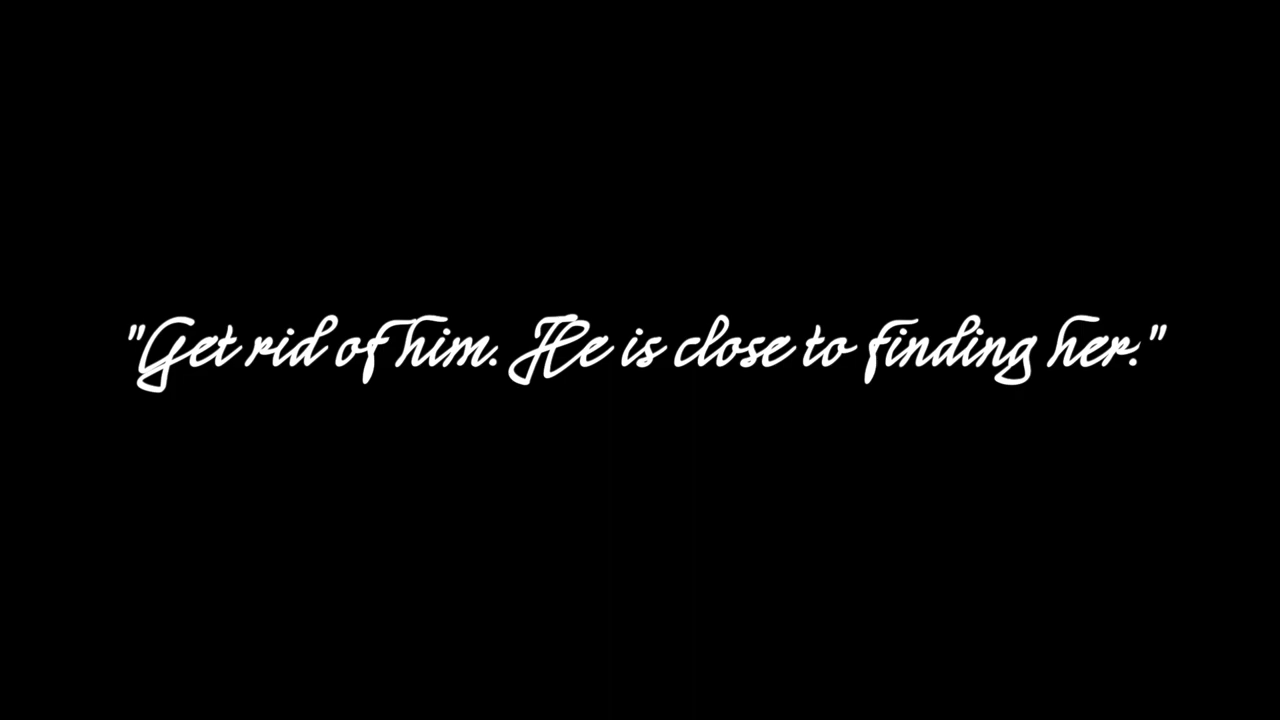 "Get rid of him. He is close to finding her."